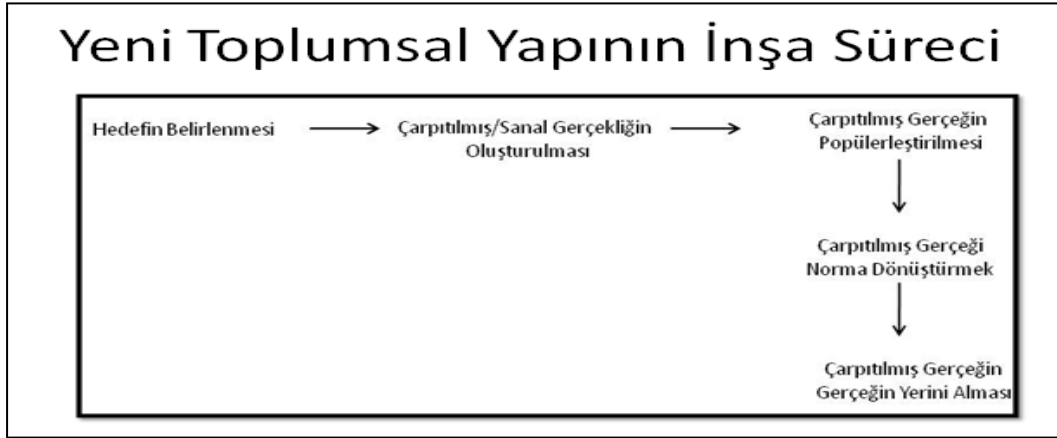 Yeni Toplumsal Yapının İnşa Süreci
Hedefin Belirlenmesi
Çarpıtılmış/Sanal Gerçekliğin
Oluşturulması
Çarpıtılmış Gerçeğin
Popülerleştirilmesi
Çarpıtılmış Gerçeği
Norma Dönüştürmek
Çarpıtılmış Gerçeğin
Gerçeğin Yerini Alması